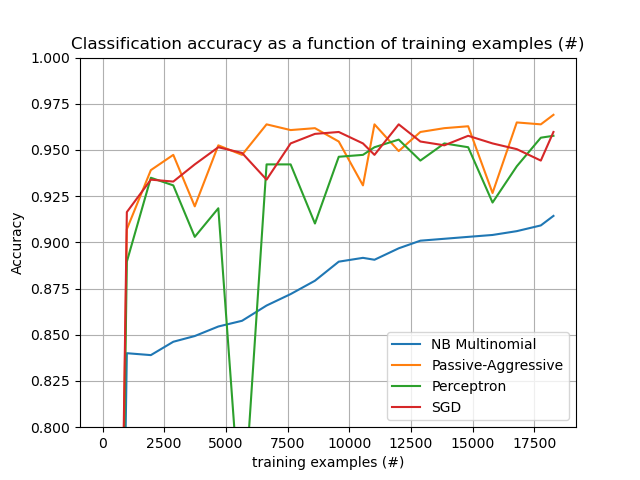 Classification accuracy as a function of training examples (#)
1.000
0.975
0.950
0.925
0.900
0.875
0.850
0.825
0.800
Accuracy
NB Multinomial
Passive-Aggressive
Perceptron
SGD
0 2500 5000 7500 10000 12500 15000 17500
training examples (#)